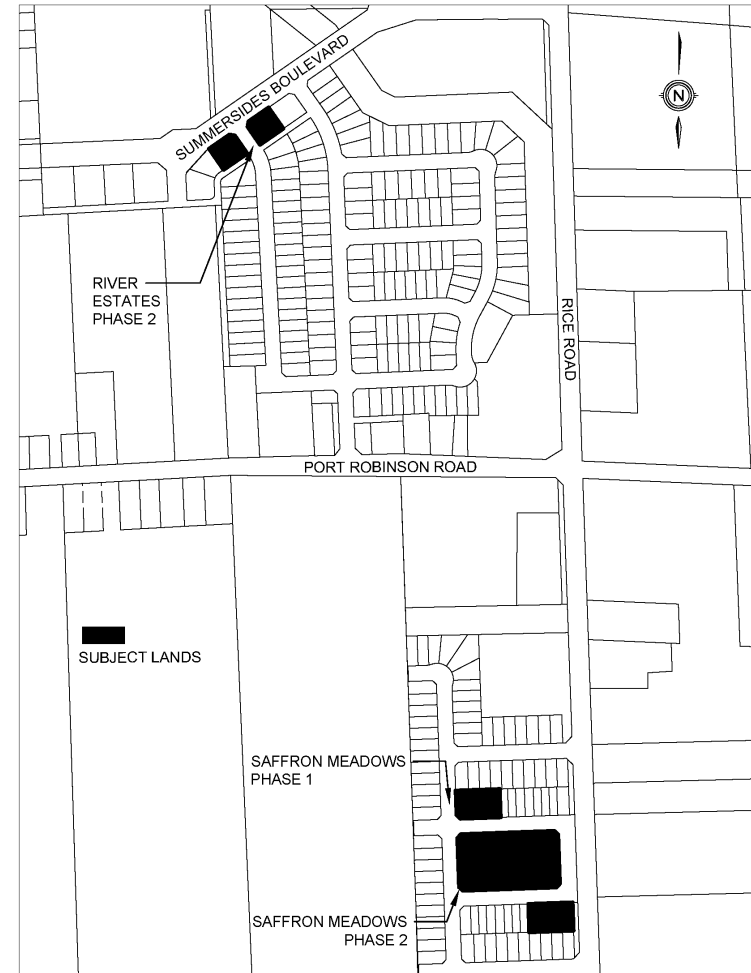 SUMMERSIDES BOULEVARD
N
RIVER
ESTATES
PHASE 2
RICE ROAD
PORT ROBINSON ROAD
SUBJECT LANDS
SAFFRON MEADOWS
PHASE 1
SAFFRON MEADOWS
PHASE 2